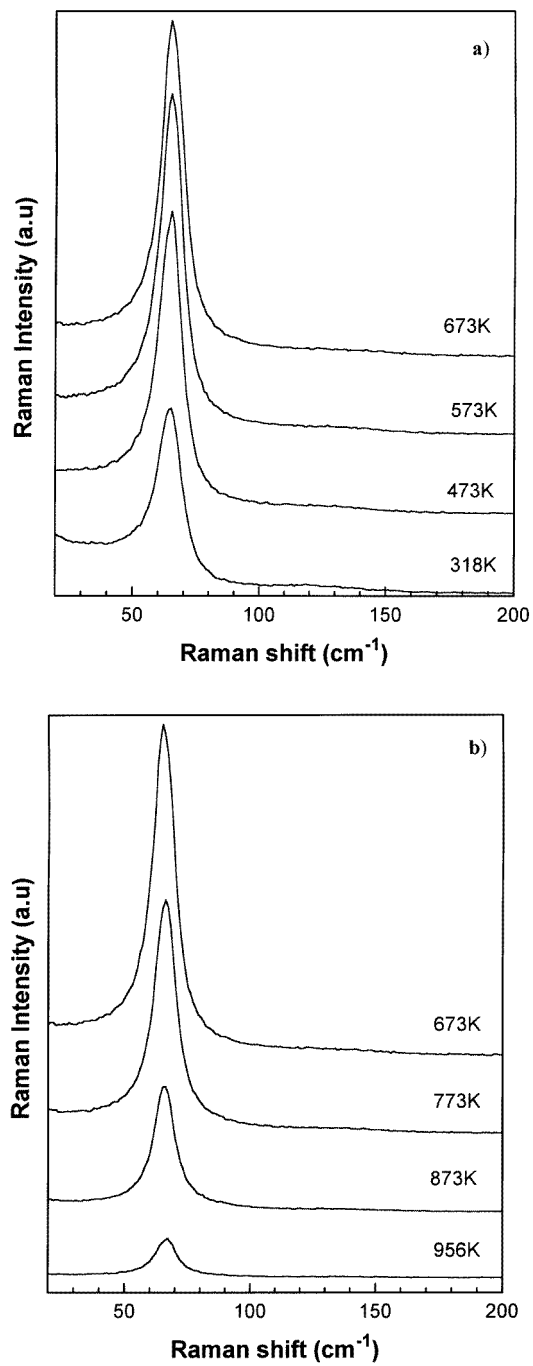 a)
Raman Intensity (a.u)
673K
573K
473K
318K
50 100 150 200
Raman shift (cm⁻¹)
b)
Raman Intensity (a.u)
673K
773K
873K
956K
50 100 150 200
Raman shift (cm⁻¹)